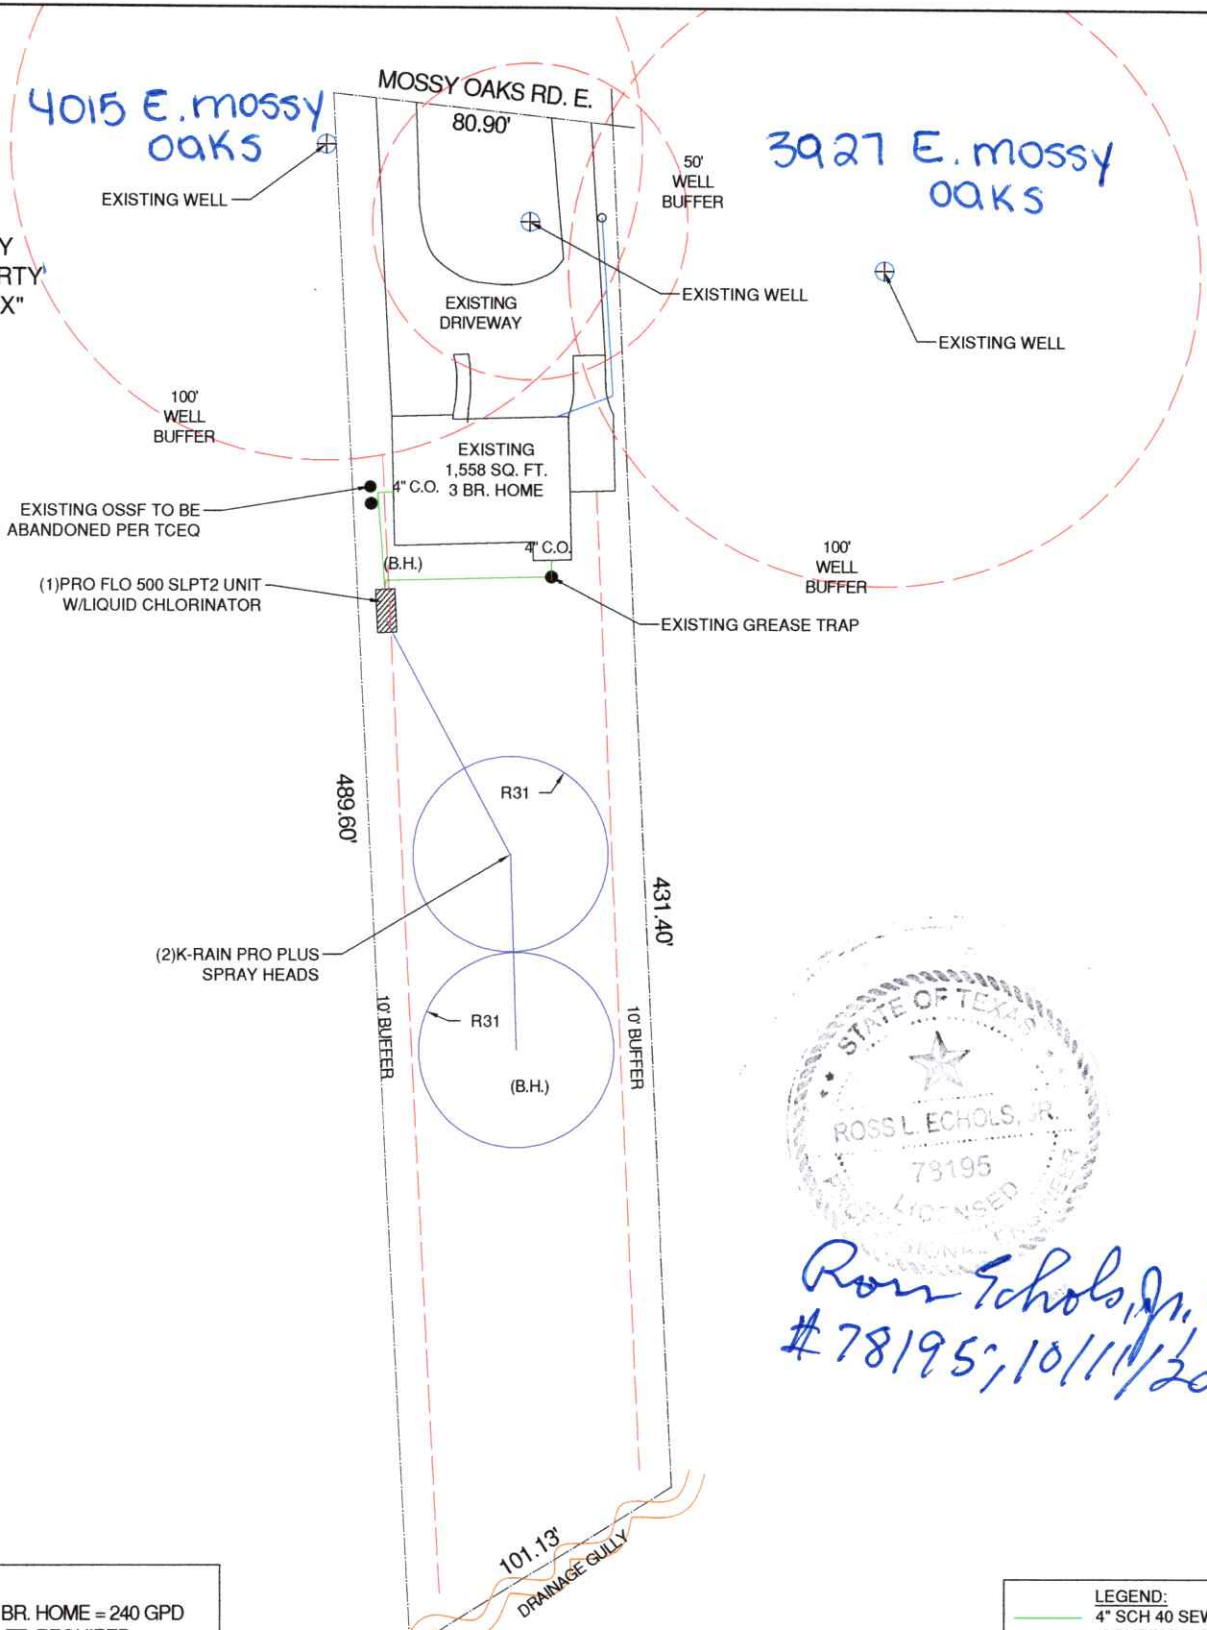 MOSSY OAKS RD. E.
80.90'
4015 E. mossy
oaks
EXISTING WELL
50'
WELL
BUFFER
3927 E. mossy
oaks
Y
RTY
X"
EXISTING
DRIVEWAY
EXISTING WELL
EXISTING WELL
100'
WELL
BUFFER
EXISTING
1,558 SQ. FT.
3 BR. HOME
4" C.O.
EXISTING OSSF TO BE
ABANDONED PER TCEQ
4" C.O.
(B.H.)
100'
WELL
BUFFER
(1)PRO FLO 500 SLPT2 UNIT
W/LIQUID CHLORINATOR
EXISTING GREASE TRAP
489.60'
R31
431.40'
(2)K-RAIN PRO PLUS
SPRAY HEADS
10' BUFFER
R31
10' BUFFER
(B.H.)
STATE OF TEXAS
ROSS L. ECHOLS, JR.
78195
LICENSED
Ross Echols, Jr.
#78195; 10/11/20
101.13'
DRAINAGE GULLY
BR. HOME = 240 GPD
LEGEND:
4" SCH 40 SEW